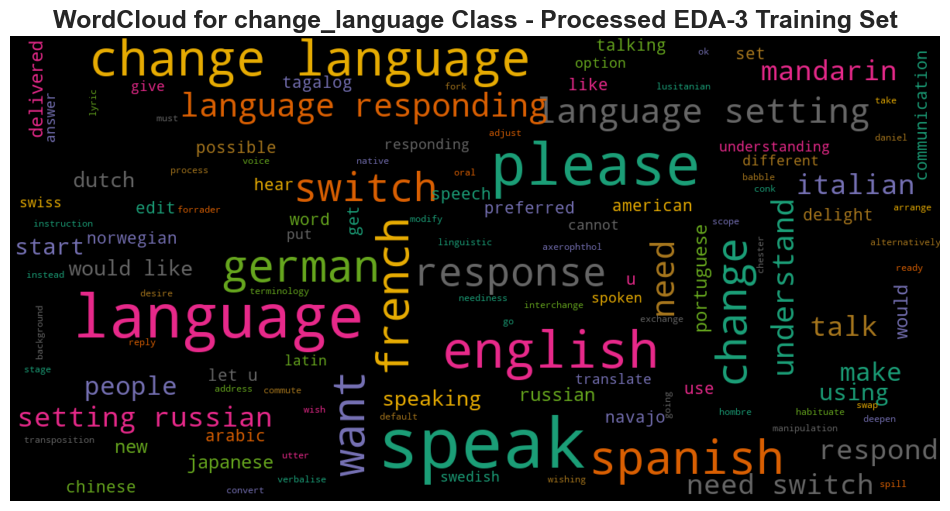 WordCloud for change_language Class - Processed EDA-3 Training Set
delivered
answer
lyric
change language
give
must
tagalog
fork
talking
option
like
ok
lusitanian
set
mandarin
communication
take
daniel
language responding
language setting
adjust
possible
process
voice
native
responding
please
understanding
different
babble
conk
italian
arrange
dutch
swiss
edit
forrader
hear
switch
oral
speech
preferred
american
delight
instruction
start
norwegian
instead
word
put
get
modify
cannot
scope
alternatively
would like
german
french
linguistic
axerophthol
response
u
need
portuguese
change
chester
understand
ready
desire
terminology
neediness
interchange
spoken
exchange
go
background
language
reply
stage
latin
english
talk
would
people
let u
address
commute
want
speaking
default
translate
russian
use
using
make
swap
deepen
setting russian
wish
navajo
going
hombre
habituate
manipulation
transposition
new
arabic
utter
speak
spanish
respond
japanese
verbalise
swedish
wishing
chinese
convert
need switch
spill